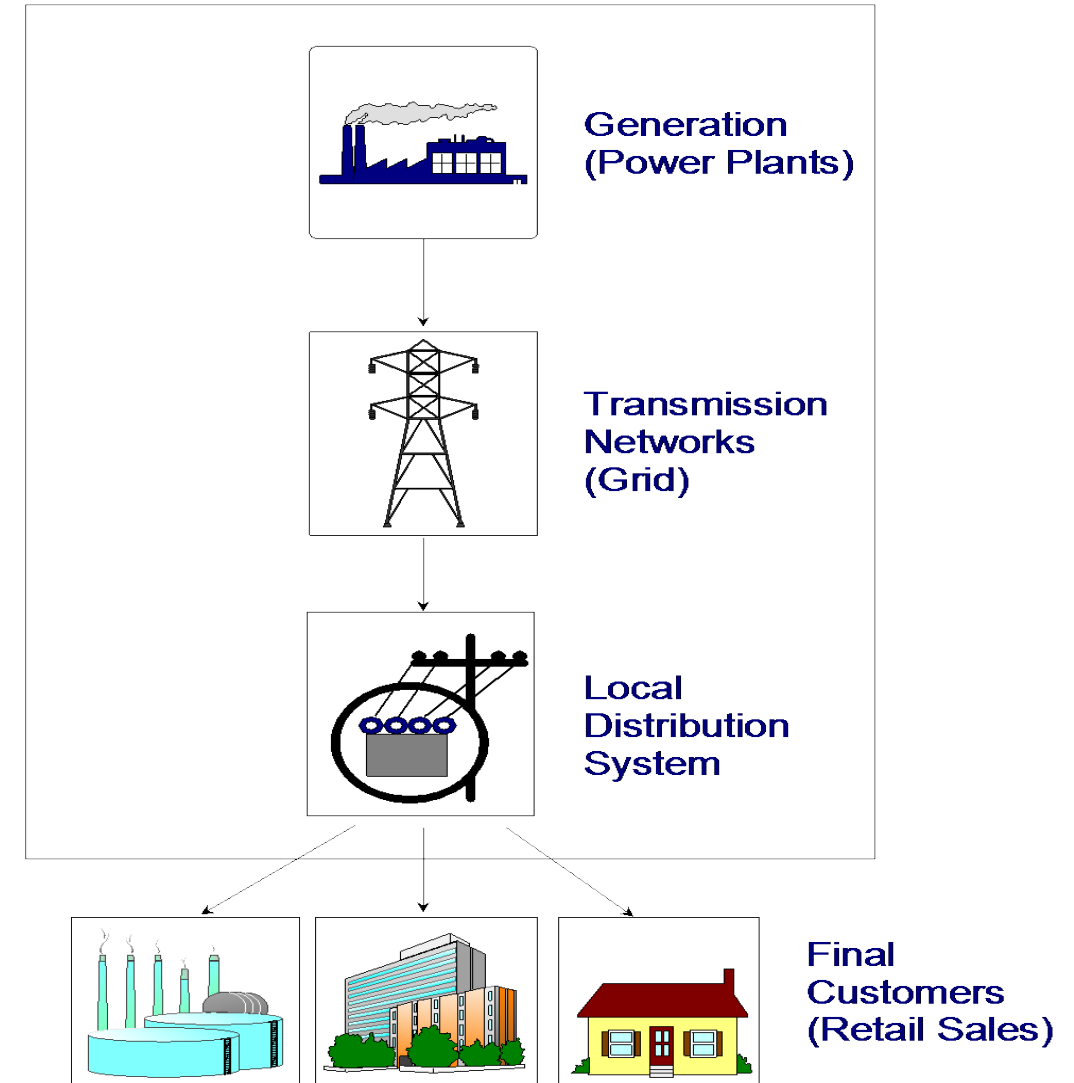 Generation
(Power Plants)
Transmission
Networks
(Grid)
Local
Distribution
System
Final
Customers
(Retail Sales)